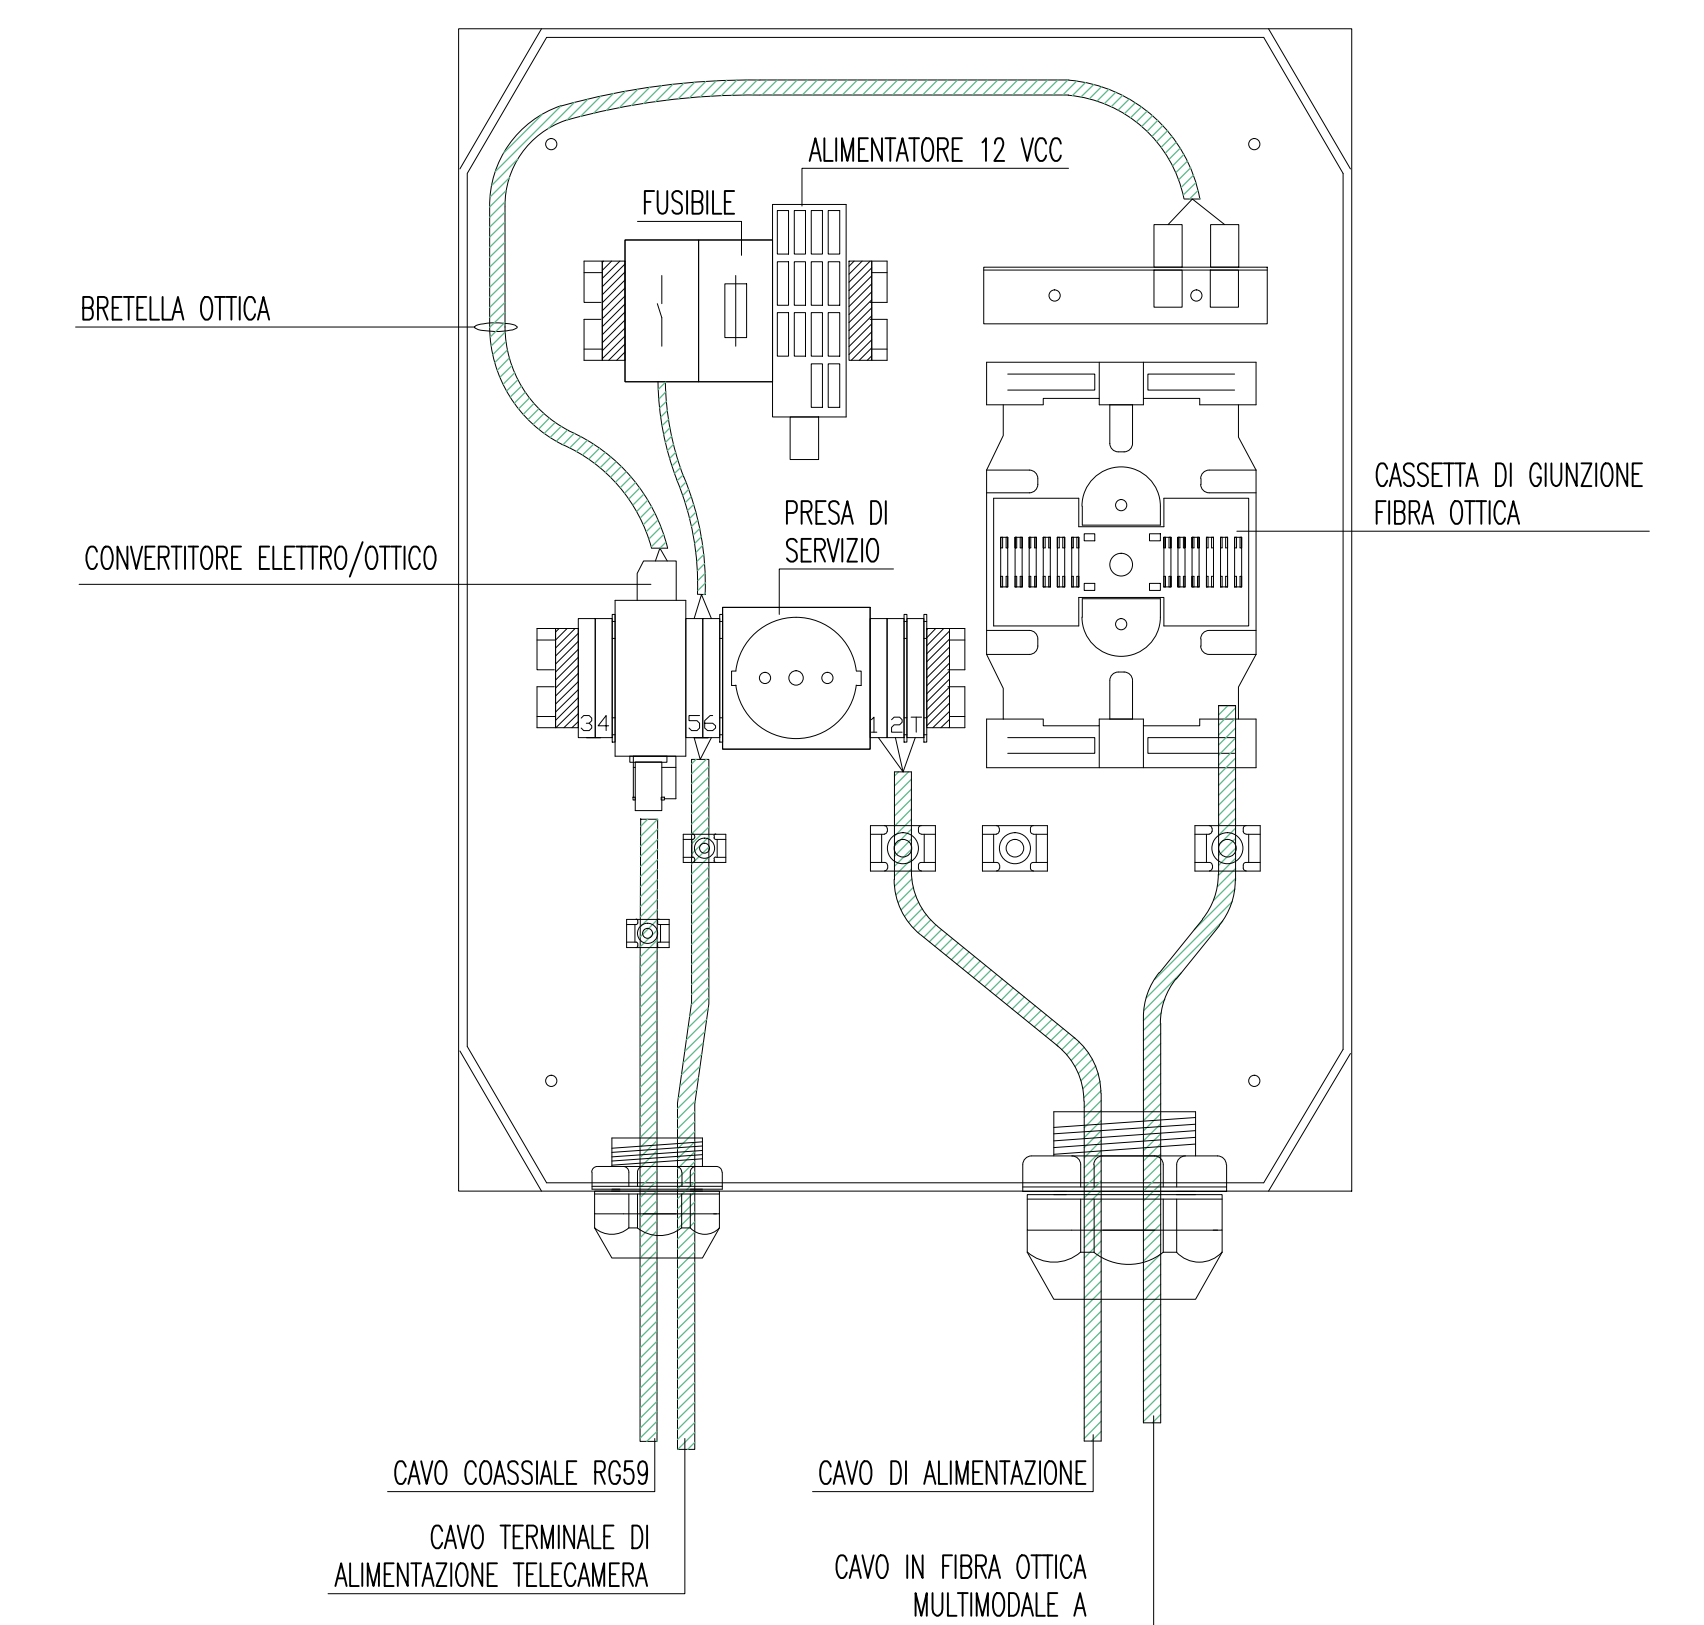 ALIMENTATORE 12 VCC
FUSIBILE
BRETELLA OTTICA
CASSETTA DI GIUNZIONE
FIBRA OTTICA
PRESA DI
SERVIZIO
CONVERTITORE ELETTRO/OTTICO
3 4 5 6 1 2 T
CAVO COASSIALE RG59
CAVO DI ALIMENTAZIONE
CAVO TERMINALE DI
ALIMENTAZIONE TELECAMERA
CAVO IN FIBRA OTTICA
MULTIMODALE A